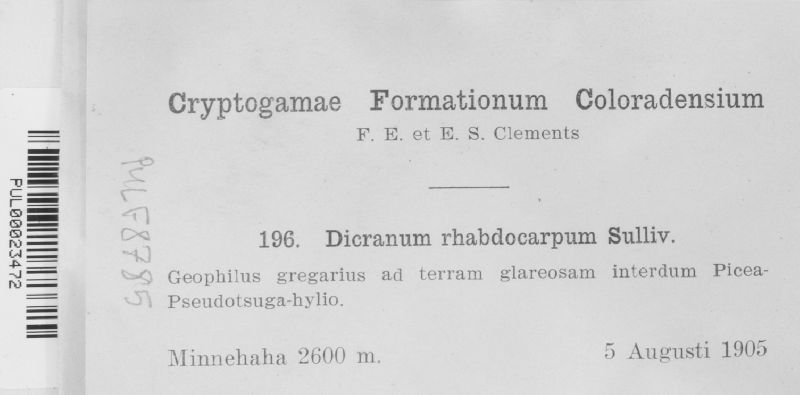 Cryptogamae Formationum Coloradensium
F. E. et E. S. Clements
196. Dicranum rhabdocarpum Sulliv.
Geophilus gregarius ad terram glareosam interdum Picea-
Pseudotsuga-hylio.
Minnehaha 2600 m.
5 Augusti 1905
PUL F8785
PUL00023472